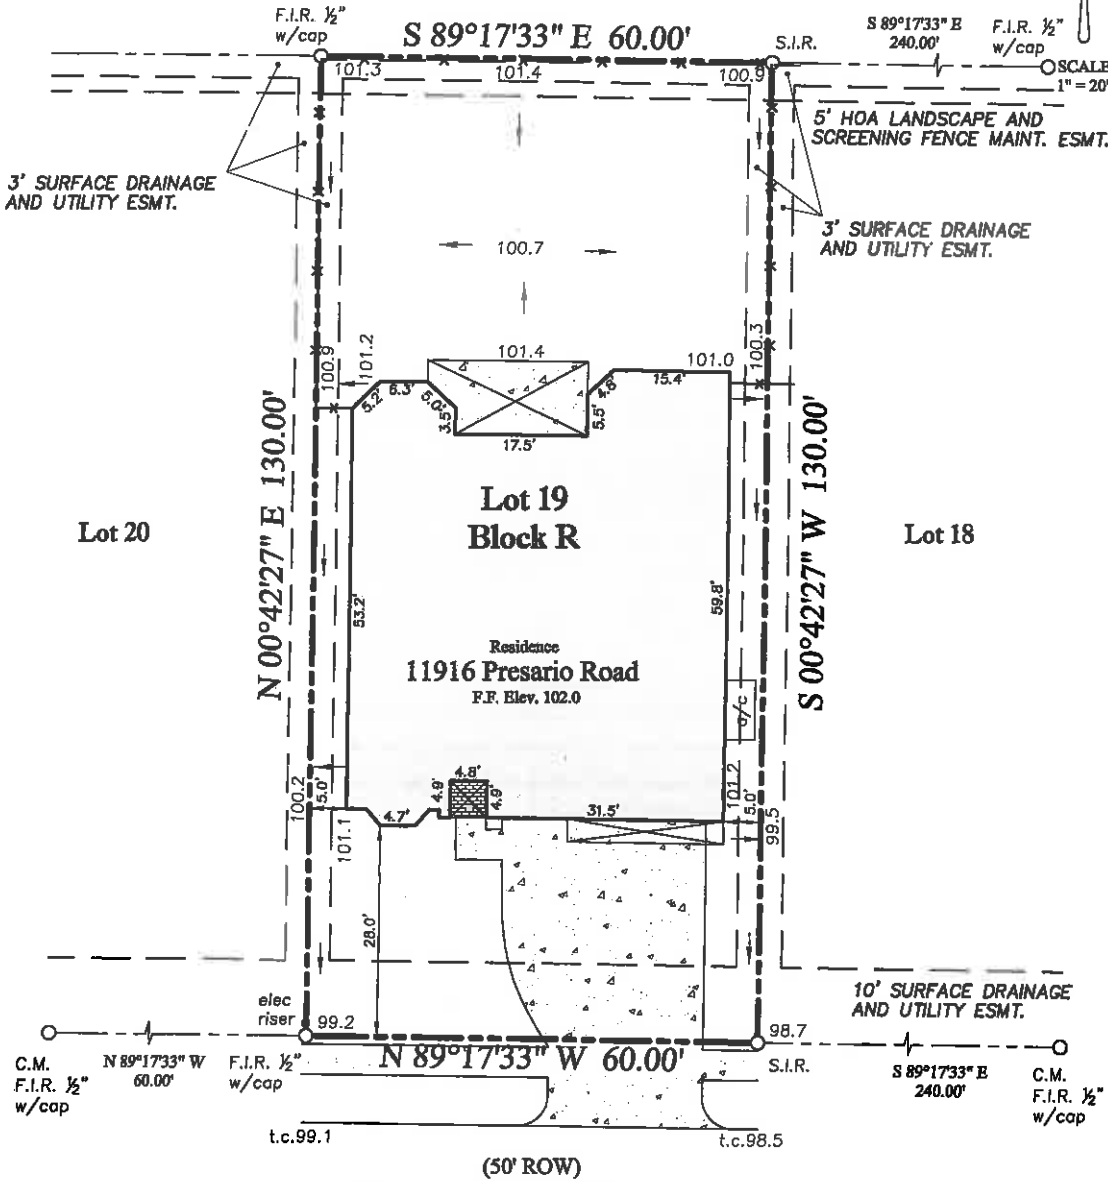 F.I.R. ½"
w/cap
S 89°17'33" E 60.00'
S.I.R.
S 89°17'33" E
240.00'
F.I.R. ½"
w/cap
SCALE
1" = 20'
101.3
101.4
100.9
5' HOA LANDSCAPE AND
SCREENING FENCE MAINT. ESMT.
3' SURFACE DRAINAGE
AND UTILITY ESMT.
3' SURFACE DRAINAGE
AND UTILITY ESMT.
100.7
100.9
101.2
101.4
101.0
100.3
5.2'
6.3'
5.0'
3.5'
17.5'
5.5'
4.6'
15.4'
N 00°42'27" E 130.00'
S 00°42'27" W 130.00'
Lot 20
Lot 19
Block R
Lot 18
53.2'
59.8'
Residence
11916 Presario Road
F.F. Elev. 102.0
a/c
100.2
5.0'
101.1
4.7'
4.9'
4.8'
4.9'
31.5'
101.2
5.0'
99.5
28.0'
10' SURFACE DRAINAGE
AND UTILITY ESMT.
elec
riser
99.2
98.7
C.M.
F.I.R. ½"
w/cap
N 89°17'33" W
60.00'
F.I.R. ½"
w/cap
N 89°17'33" W 60.00'
S.I.R.
S 89°17'33" E
240.00'
C.M.
F.I.R. ½"
w/cap
t.c.99.1
t.c.98.5
(50' ROW)